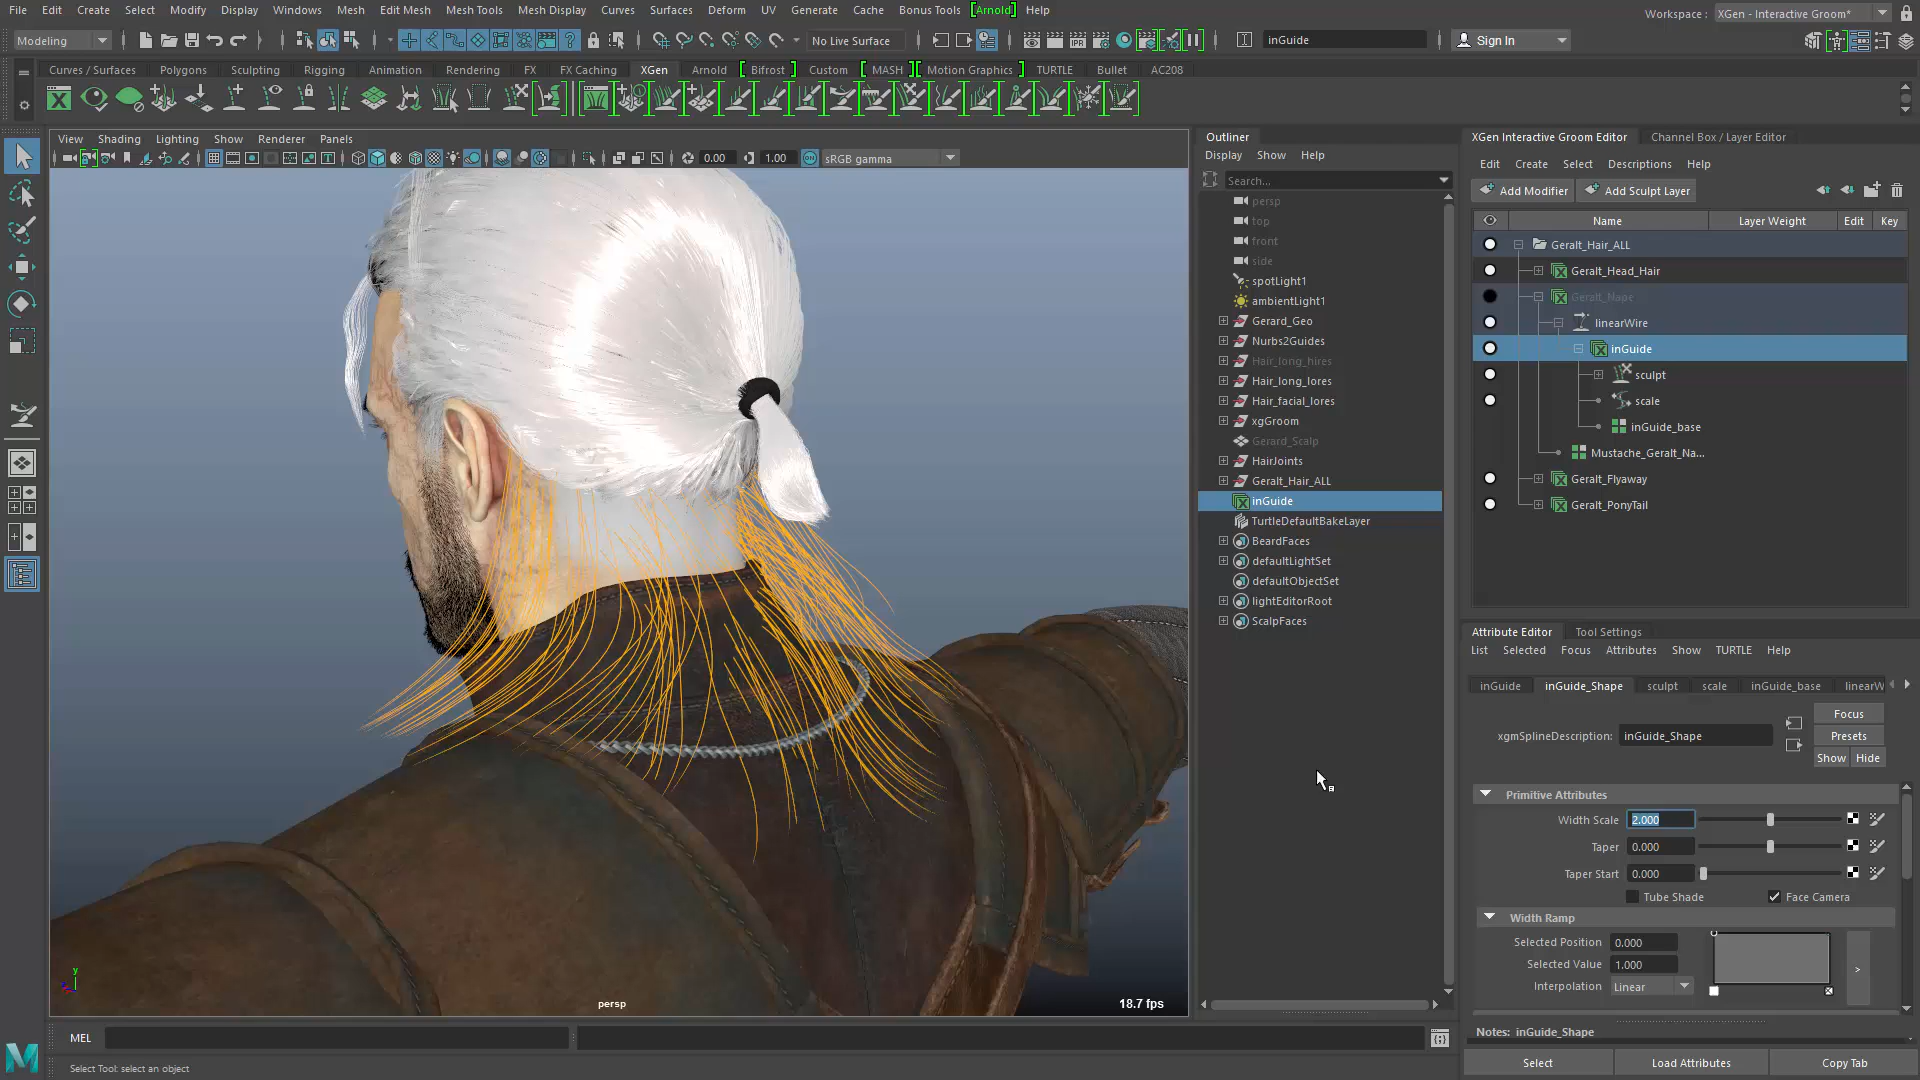 File Edit Create Select Modify Display Windows Mesh Edit Mesh Mesh Tools Mesh Display Curves Surfaces Deform UV Generate Cache Bonus Tools [Arnold] Help
Workspace : XGen - Interactive Groom*
Modeling
No Live Surface
inGuide
Sign In
Curves / Surfaces Polygons Sculpting Rigging Animation Rendering FX FX Caching XGen Arnold [ Bifrost ] Custom [ MASH ] [ Motion Graphics ] TURTLE Bullet AC208
View Shading Lighting Show Renderer Panels
0.00 1.00 sRGB gamma
persp
18.7 fps
y
Outliner
Display Show Help
Search...
persp
top
front
side
spotLight1
ambientLight1
Gerard_Geo
Nurbs2Guides
Hair_long_hires
Hair_long_lores
Hair_facial_lores
xgGroom
Gerard_Scalp
HairJoints
Geralt_Hair_ALL
inGuide
TurtleDefaultBakeLayer
BeardFaces
defaultLightSet
defaultObjectSet
lightEditorRoot
ScalpFaces
XGen Interactive Groom Editor Channel Box / Layer Editor
Edit Create Select Descriptions Help
Add Modifier Add Sculpt Layer
Name Layer Weight Edit Key
Geralt_Hair_ALL
Geralt_Head_Hair
Geralt_Nape
linearWire
inGuide
sculpt
scale
inGuide_base
Mustache_Geralt_Na...
Geralt_Flyaway
Geralt_PonyTail
Attribute Editor Tool Settings
List Selected Focus Attributes Show TURTLE Help
inGuide inGuide_Shape sculpt scale inGuide_base linearW
Focus
xgmSplineDescription: inGuide_Shape
Presets
Show Hide
Primitive Attributes
Width Scale 2.000
Taper 0.000
Taper Start 0.000
Tube Shade Face Camera
Width Ramp
Selected Position 0.000
Selected Value 1.000
Interpolation Linear
>
Notes: inGuide_Shape
Select Load Attributes Copy Tab
MEL
Select Tool: select an object